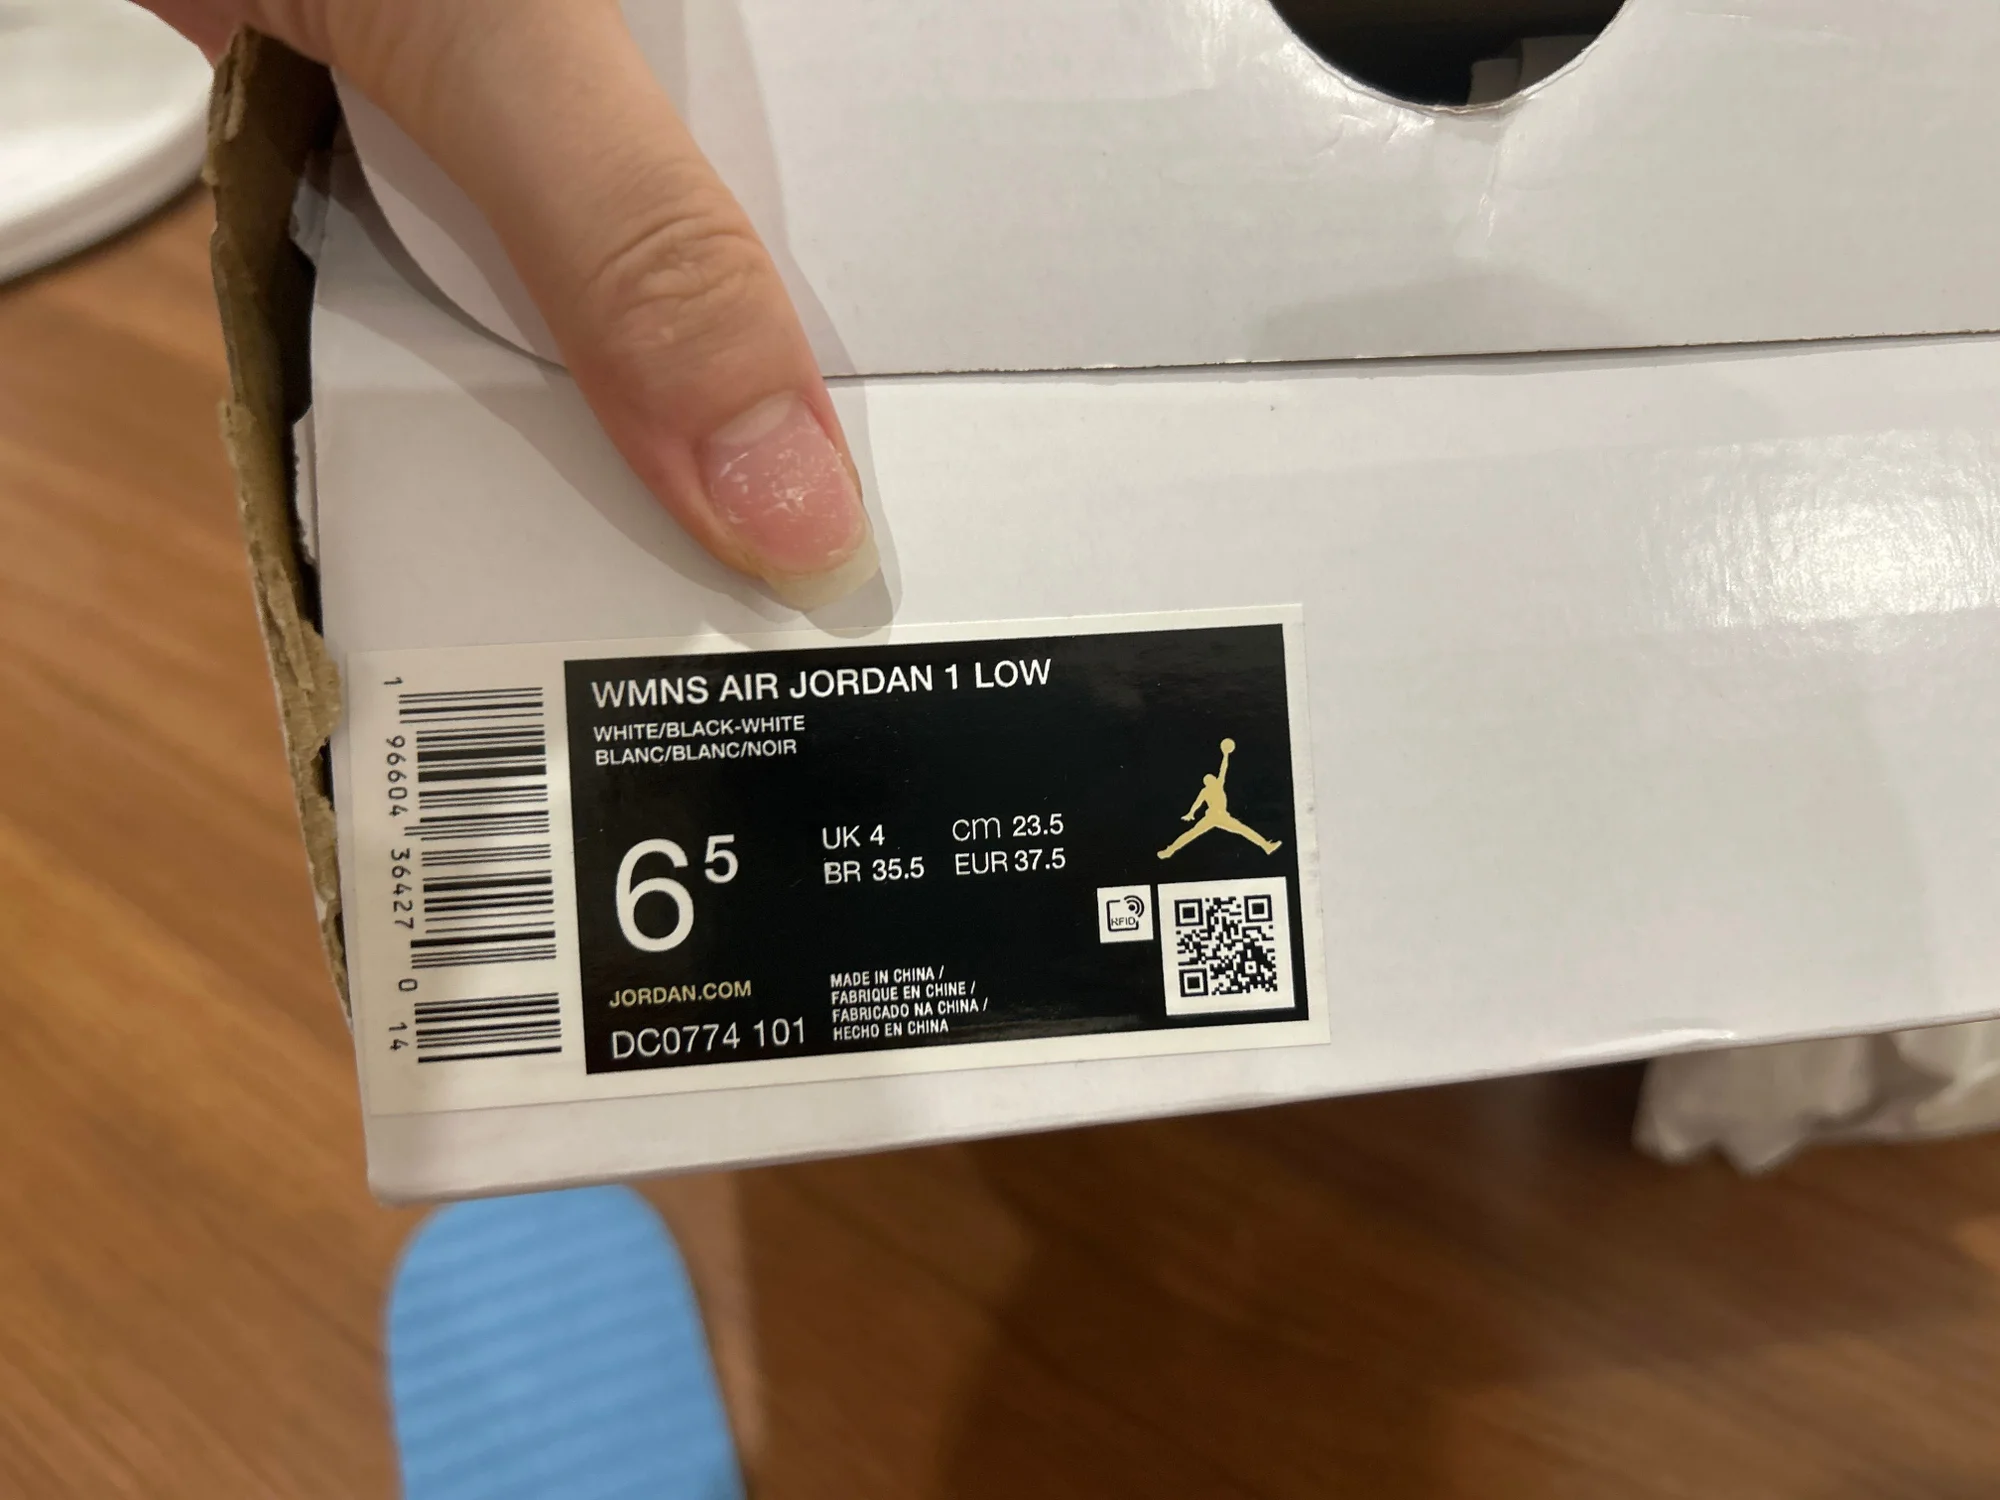 1 96604 36427 0 14
WMNS AIR JORDAN 1 LOW
WHITE/BLACK-WHITE
BLANC/BLANC/NOIR
6 5
UK 4
cm 23.5
BR 35.5
EUR 37.5
RFID
JORDAN.COM
DC0774 101
MADE IN CHINA /
FABRIQUE EN CHINE /
FABRICADO NA CHINA /
HECHO EN CHINA